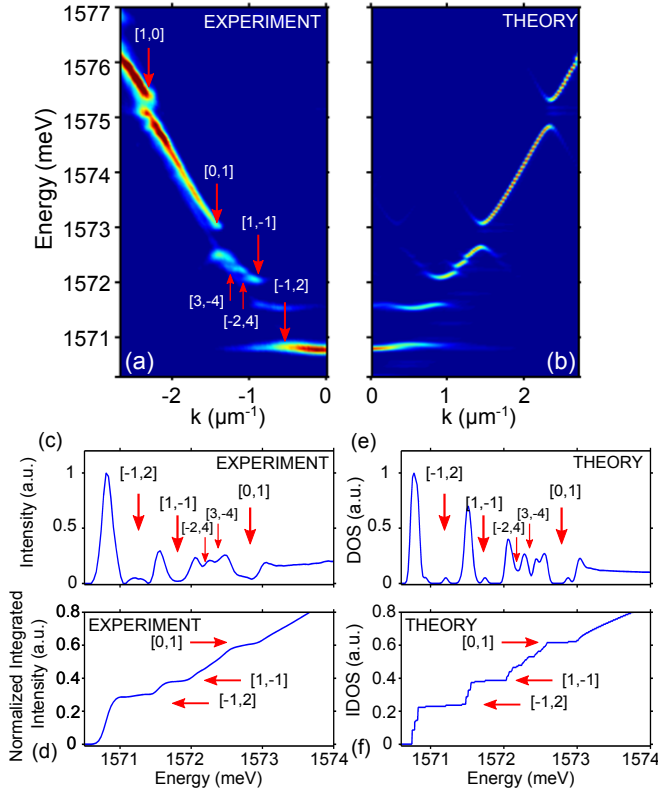 EXPERIMENT
THEORY
1577
1576
1575
1574
1573
1572
1571
Energy (meV)
[1,0]
[0,1]
[1,-1]
[-1,2]
[3,-4]
[-2,4]
(a)
(b)
-2 -1 0
0 1 2
k (µm⁻¹)
k (µm⁻¹)
(c)
EXPERIMENT
Intensity (a.u.)
1
0.5
0
[-1,2]
[1,-1]
[-2,4]
[3,-4]
[0,1]
(e)
THEORY
DOS (a.u.)
1
0.5
0
[-1,2]
[1,-1]
[-2,4]
[3,-4]
[0,1]
EXPERIMENT
Normalized Integrated
Intensity (a.u.)
0.8
0.6
0.4
0.2
0
[0,1]
[1,-1]
[-1,2]
(d)
1571 1572 1573 1574
Energy (meV)
THEORY
IDOS (a.u.)
0.8
0.6
0.4
0.2
0
[0,1]
[1,-1]
[-1,2]
(f)
1571 1572 1573 1574
Energy (meV)